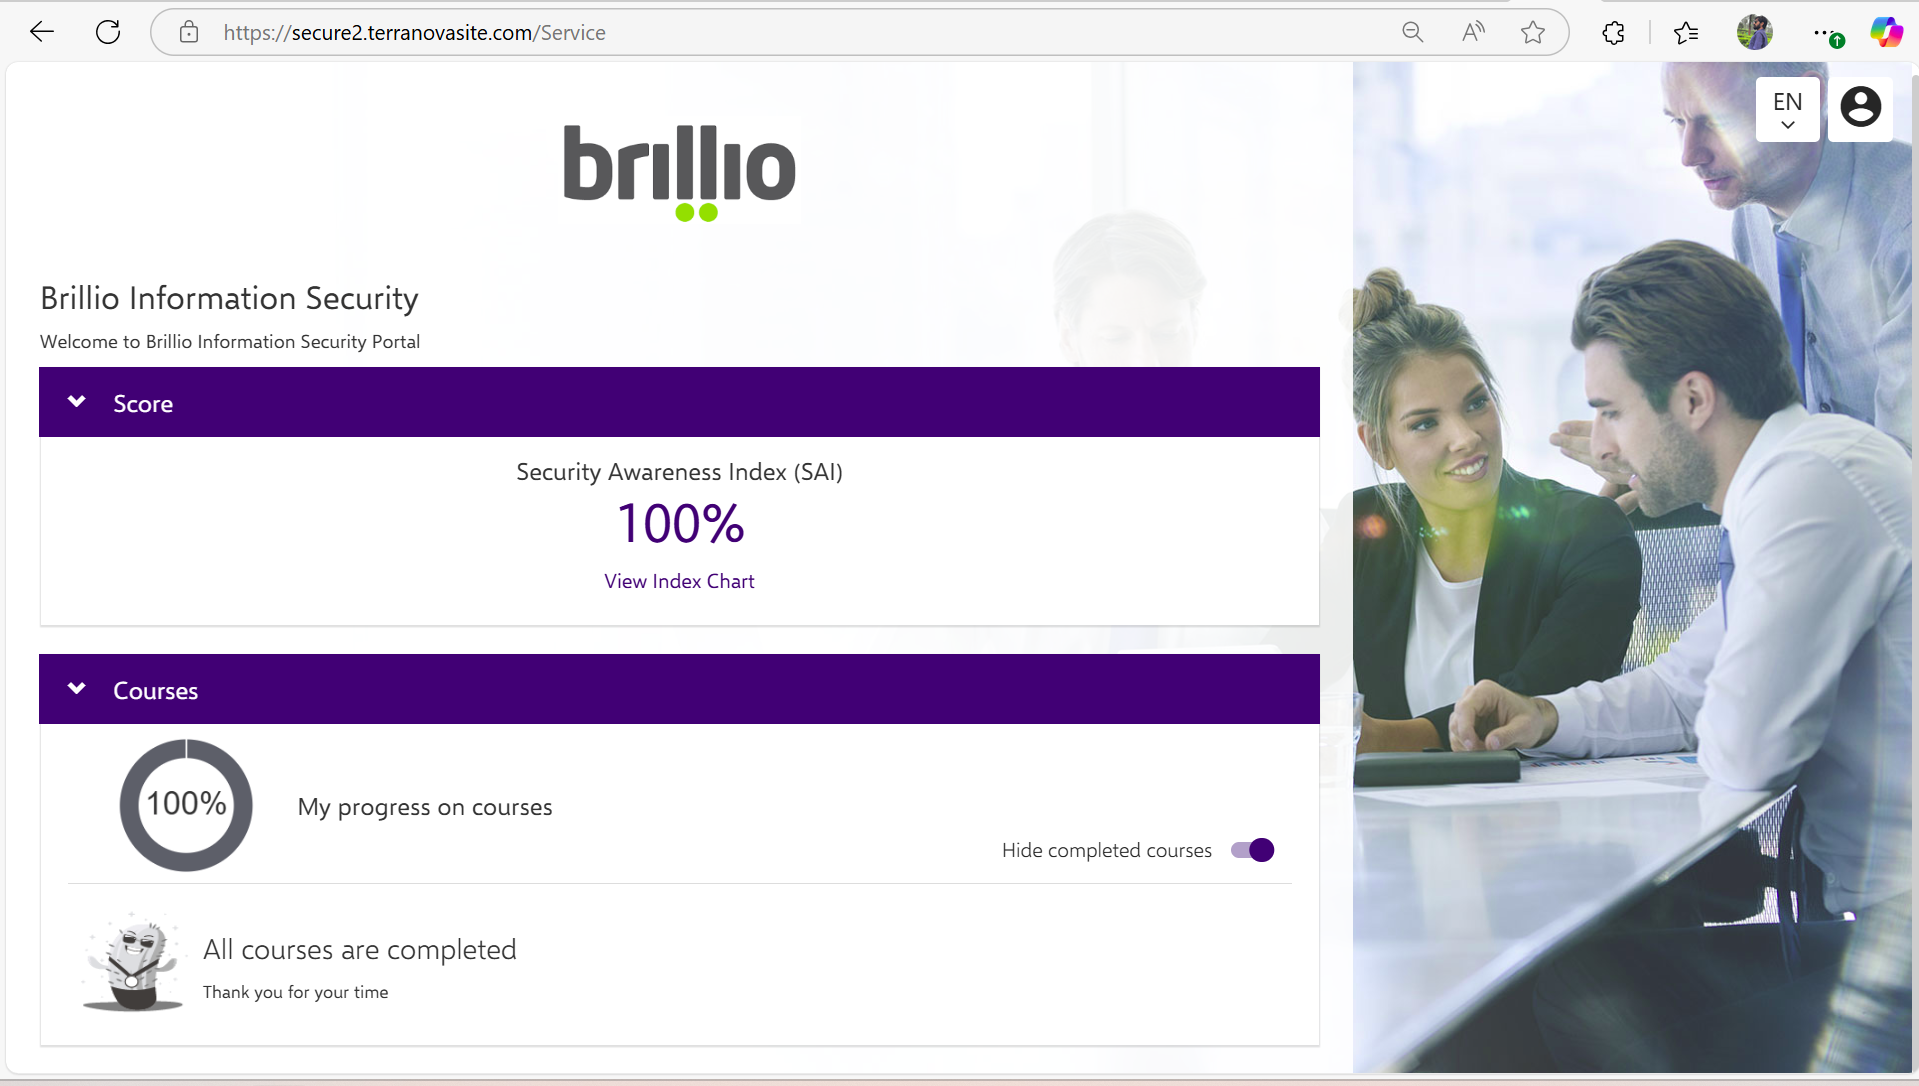 https://secure2.terranovasite.com/Service
EN
brillio
Brillio Information Security
Welcome to Brillio Information Security Portal
Score
Security Awareness Index (SAI)
100%
View Index Chart
Courses
100%
My progress on courses
Hide completed courses
All courses are completed
Thank you for your time